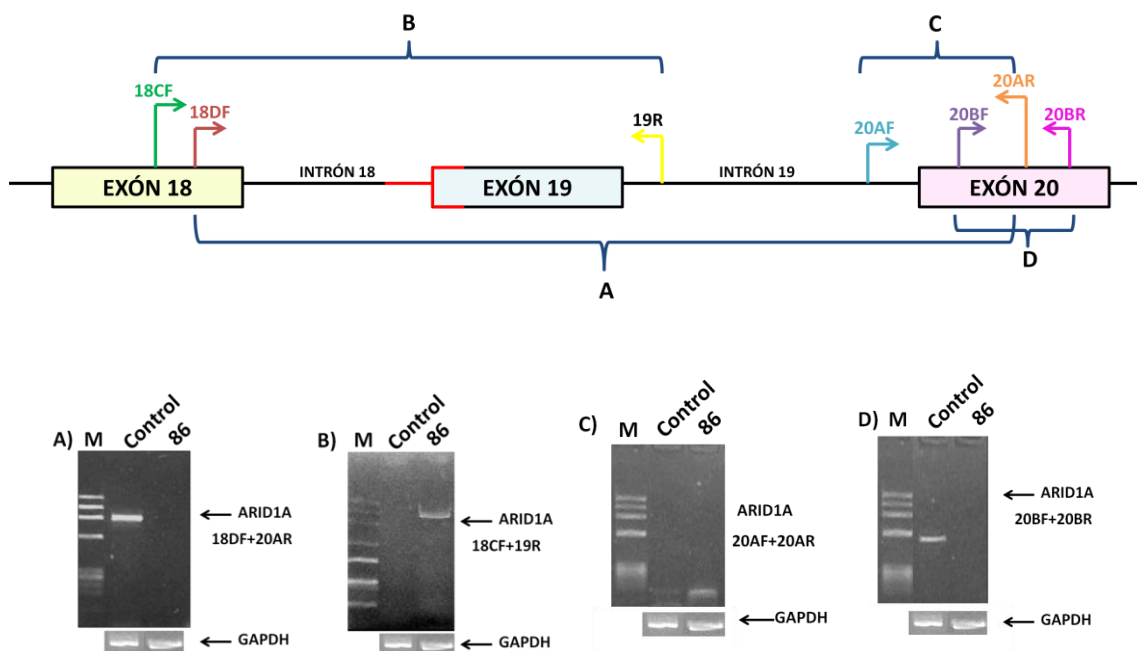 B
C
18CF
18DF
19R
20AF
20BF
20AR
20BR
EXÓN 18
INTRÓN 18
EXÓN 19
INTRÓN 19
EXÓN 20
A
D
A)
M
Control
86
ARID1A
18DF+20AR
GAPDH
B)
M
Control
86
ARID1A
18CF+19R
GAPDH
C)
M
Control
86
ARID1A
20AF+20AR
GAPDH
D)
M
Control
86
ARID1A
20BF+20BR
GAPDH